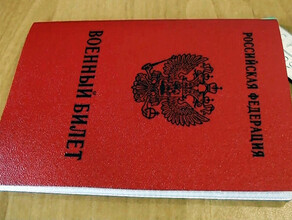 РОССИЙСКАЯ ФЕДЕРАЦИЯ
ВОЕННЫЙ БИЛЕТ